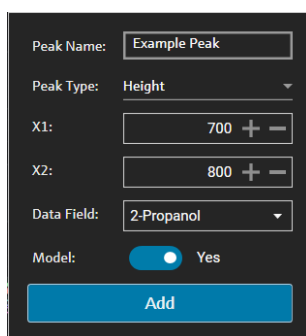 Peak Name: Example Peak
Peak Type: Height
X1: 700
X2: 800
Data Field: 2-Propanol
Model: Yes
Add